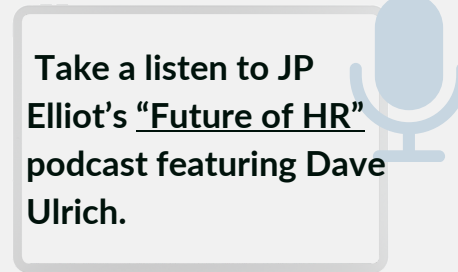 Take a listen to JP
Elliot’s “Future of HR”
podcast featuring Dave
Ulrich.